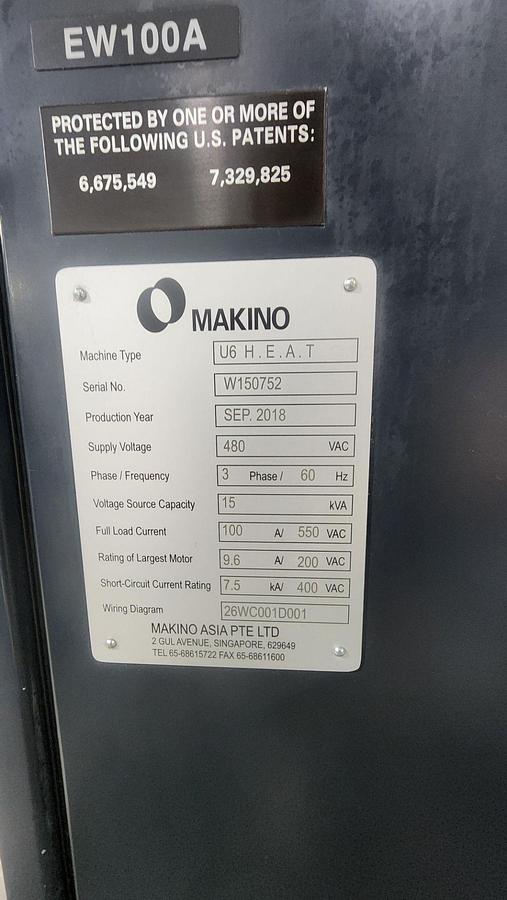 EW100A
PROTECTED BY ONE OR MORE OF
THE FOLLOWING U.S. PATENTS:
6,675,549 7,329,825
MAKINO
Machine Type U6 H.E.A.T
Serial No. W150752
Production Year SEP. 2018
Supply Voltage 480 VAC
Phase / Frequency 3 Phase / 60 Hz
Voltage Source Capacity 15 kVA
Full Load Current 100 A/ 550 VAC
Rating of Largest Motor 9.6 A/ 200 VAC
Short-Circuit Current Rating 7.5 kA/ 400 VAC
Wiring Diagram 26WC001D001
MAKINO ASIA PTE LTD
2 GUL AVENUE, SINGAPORE, 629649
TEL 65-68615722 FAX 65-68611600